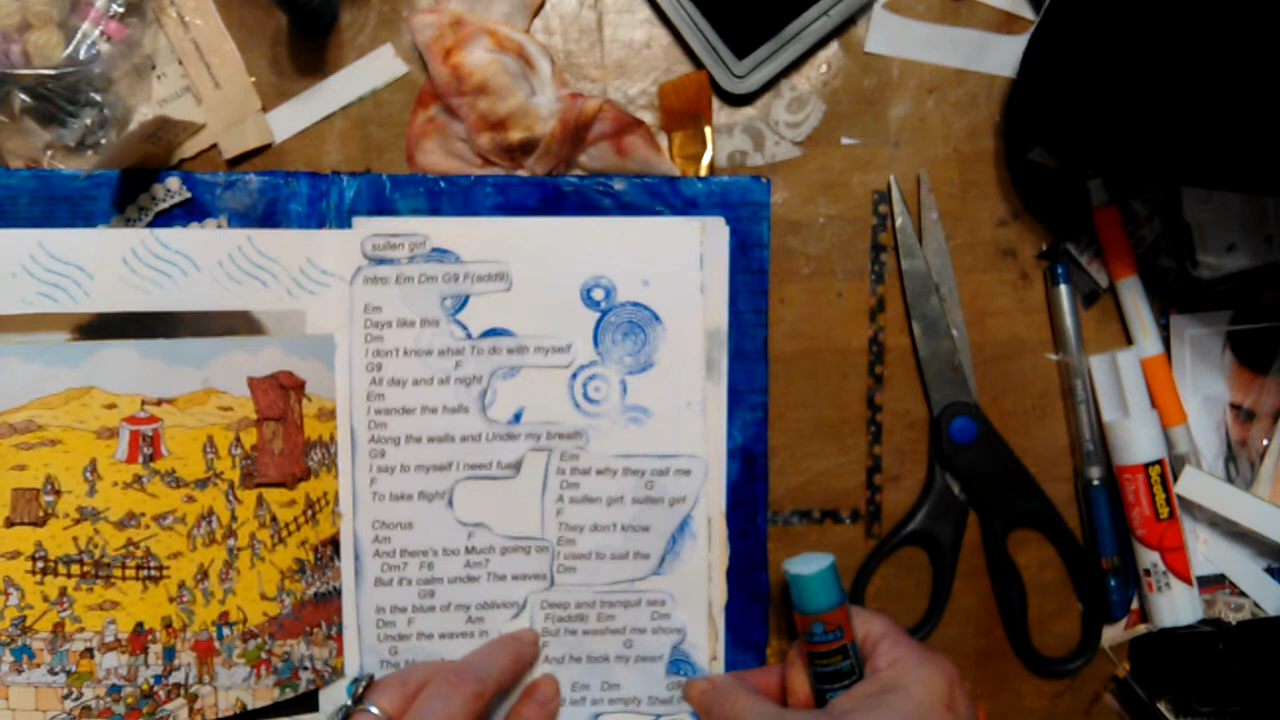 sullen girl
Intro: Em Dm G9 F(add9)
Em
Days like this
Dm
I don't know what To do with myself
G9 F
All day and all night
Em
I wander the halls
Dm
Along the walls and Under my breath
G9
I say to myself I need fuel
F
To take flight
Chorus
Am F
And there's too Much going on
Dm7 F6 Am7
But it's calm under The waves
G9
In the blue of my oblivion
Dm F Am
Under the waves in
G
The
Em
Is that why they call me
Dm G
A sullen girl, sullen girl
F
They don't know
Em
I used to sail the
Dm
Deep and tranquil sea
F(add9) Em Dm
But he washed me shore
F G
And he took my pearl
Em Dm G9
left an empty Shell
Scotch
ELMER'S